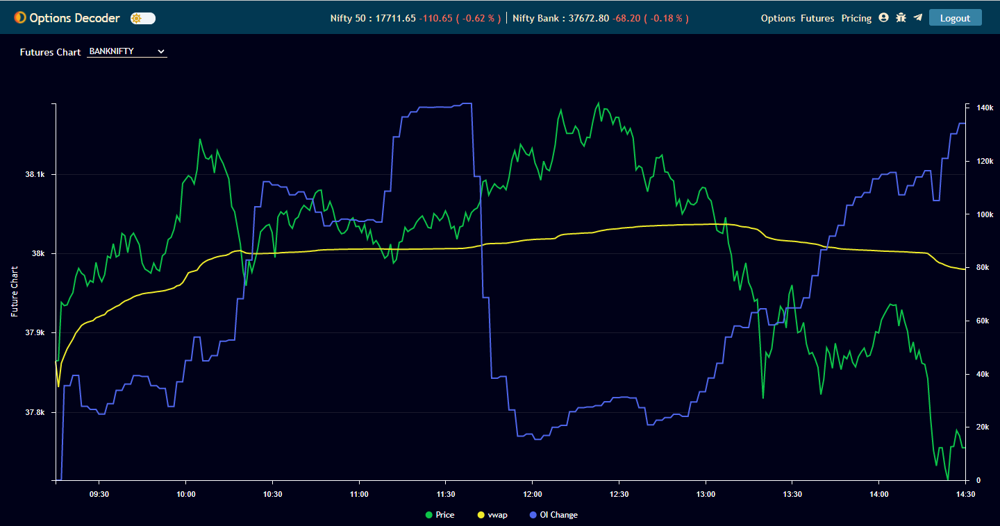 Options Decoder
Nifty 50 : 17711.65 -110.65 ( -0.62 % ) | Nifty Bank : 37672.80 -68.20 ( -0.18 % )
Options Futures Pricing Logout
Futures Chart BANKNIFTY
38.1k
38k
37.9k
37.8k
Future Chart
140k
120k
100k
80k
60k
40k
20k
0
09:30 10:00 10:30 11:00 11:30 12:00 12:30 13:00 13:30 14:00 14:30
Price vwap OI Change